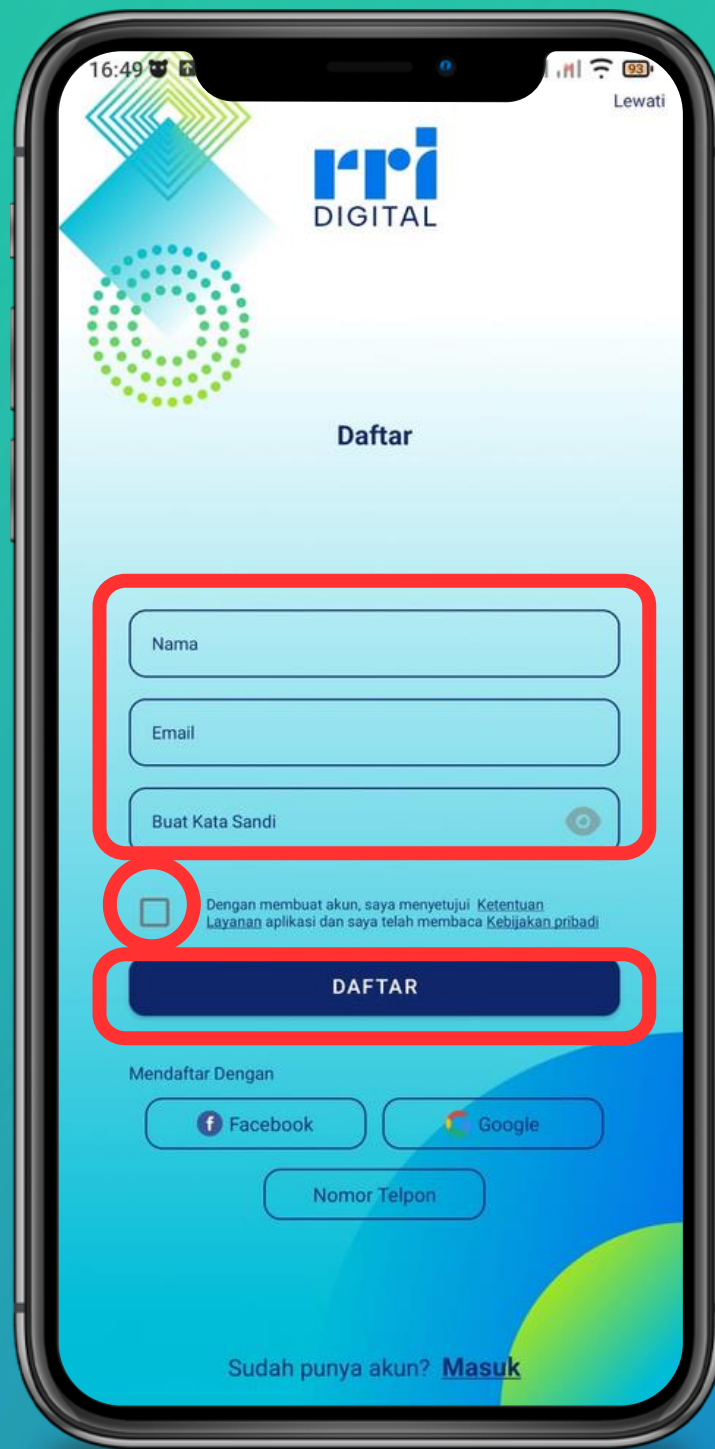 16:49
93
Lewati
rri
DIGITAL
Daftar
Nama
Email
Buat Kata Sandi
Dengan membuat akun, saya menyetujui Ketentuan
Layanan aplikasi dan saya telah membaca Kebijakan pribadi
DAFTAR
Mendaftar Dengan
Facebook
Google
Nomor Telpon
Sudah punya akun? Masuk